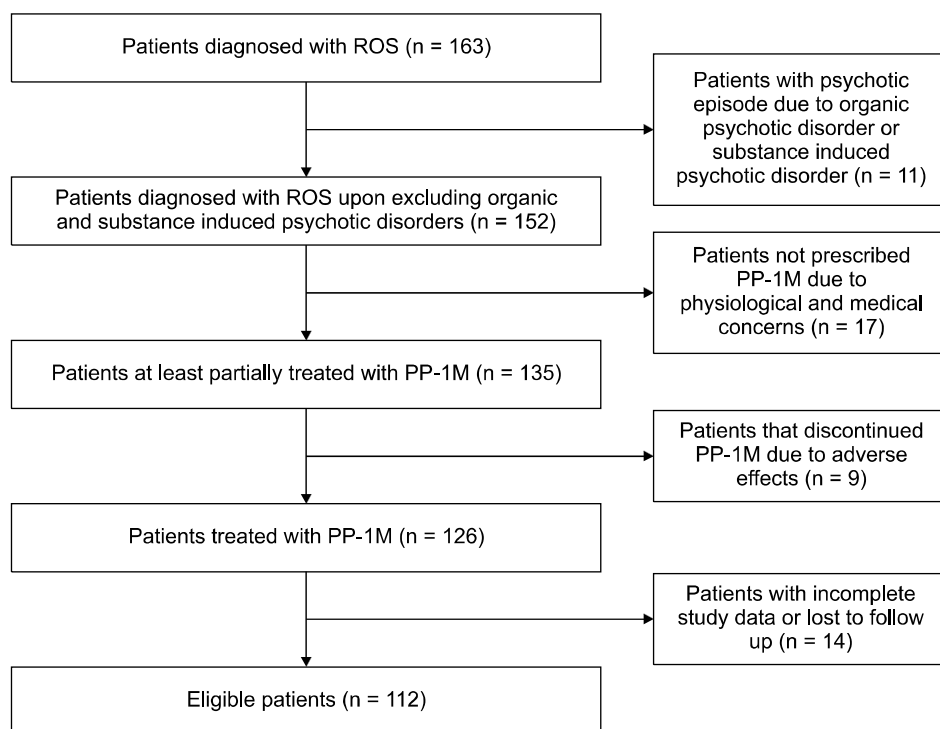 Patients diagnosed with ROS (n = 163)
Patients with psychotic
episode due to organic
psychotic disorder or
substance induced
psychotic disorder (n = 11)
Patients diagnosed with ROS upon excluding organic
and substance induced psychotic disorders (n = 152)
Patients not prescribed
PP-1M due to
physiological and medical
concerns (n = 17)
Patients at least partially treated with PP-1M (n = 135)
Patients that discontinued
PP-1M due to adverse
effects (n = 9)
Patients treated with PP-1M (n = 126)
Patients with incomplete
study data or lost to follow
up (n = 14)
Eligible patients (n = 112)